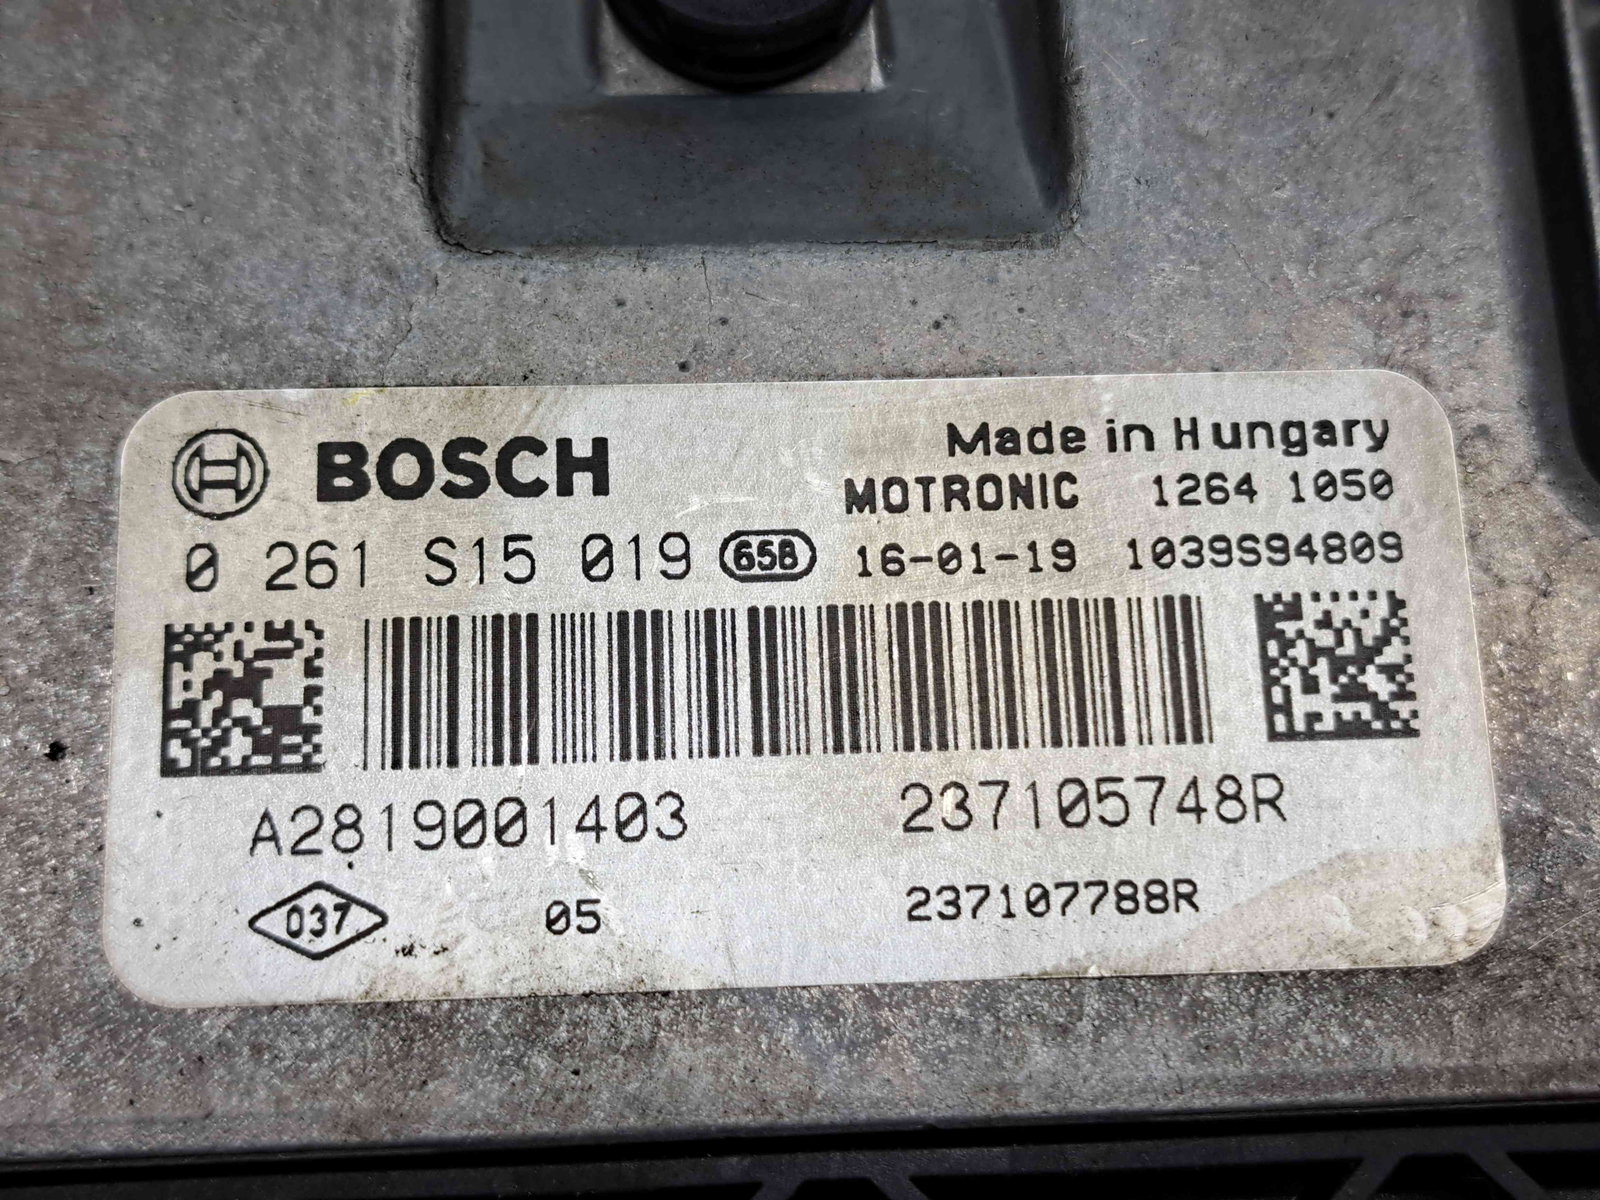 BOSCH
Made in Hungary
MOTRONIC 1264 1050
0 261 S15 019 65B 16-01-19 1039S94809
A2819001403 237105748R
037 05 237107788R